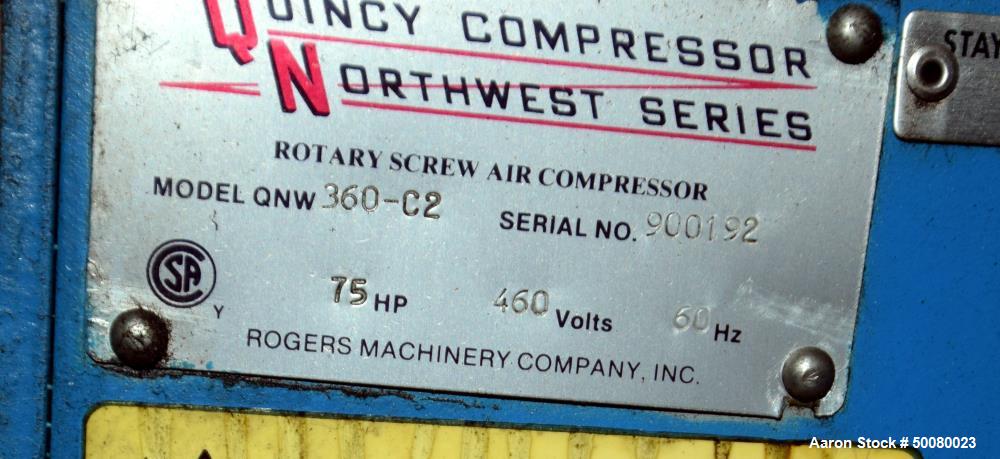 QUINCY COMPRESSOR
NORTHWEST SERIES
STAY
ROTARY SCREW AIR COMPRESSOR
MODEL QNW 360-C2
SERIAL NO. 900192
CSA
Y
75 HP 460 Volts 60 Hz
ROGERS MACHINERY COMPANY, INC.
Aaron Stock # 50080023